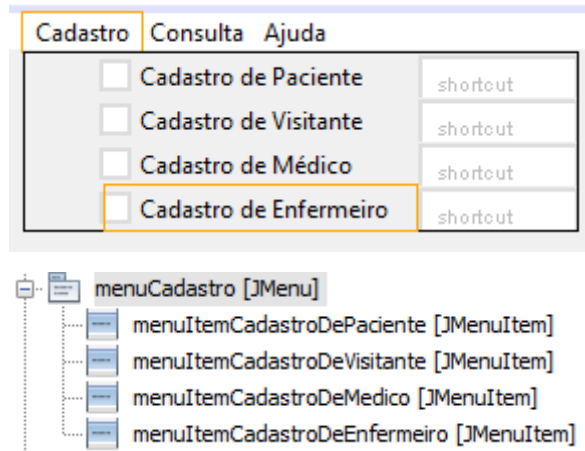 Cadastro Consulta Ajuda
Cadastro de Paciente shortcut
Cadastro de Visitante shortcut
Cadastro de Médico shortcut
Cadastro de Enfermeiro shortcut
menuCadastro [JMenu]
menuItemCadastroDePaciente [JMenuItem]
menuItemCadastroDeVisitante [JMenuItem]
menuItemCadastroDeMedico [JMenuItem]
menuItemCadastroDeEnfermeiro [JMenuItem]